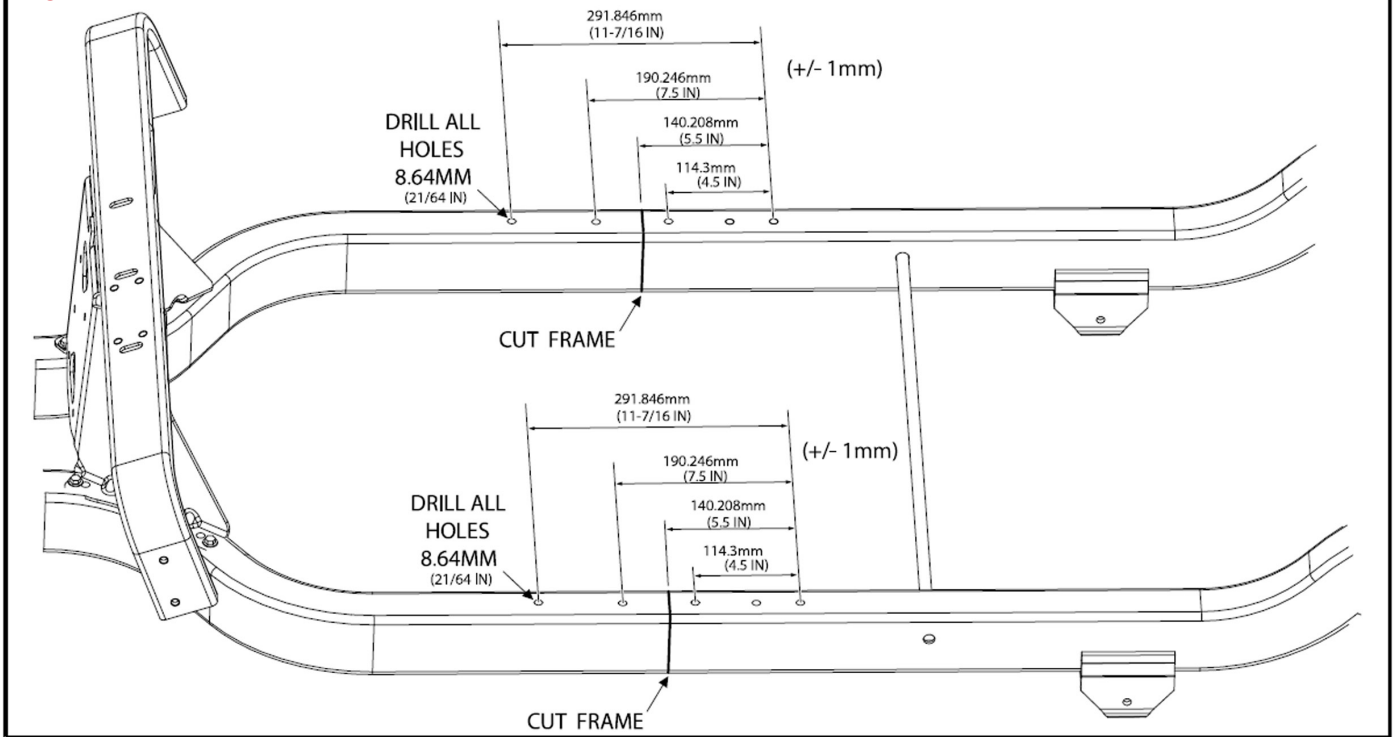 291.846mm
(11-7/16 IN)
(+/- 1mm)
190.246mm
(7.5 IN)
DRILL ALL
HOLES
8.64MM
(21/64 IN)
140.208mm
(5.5 IN)
114.3mm
(4.5 IN)
CUT FRAME
291.846mm
(11-7/16 IN)
(+/- 1mm)
190.246mm
(7.5 IN)
DRILL ALL
HOLES
8.64MM
(21/64 IN)
140.208mm
(5.5 IN)
114.3mm
(4.5 IN)
CUT FRAME